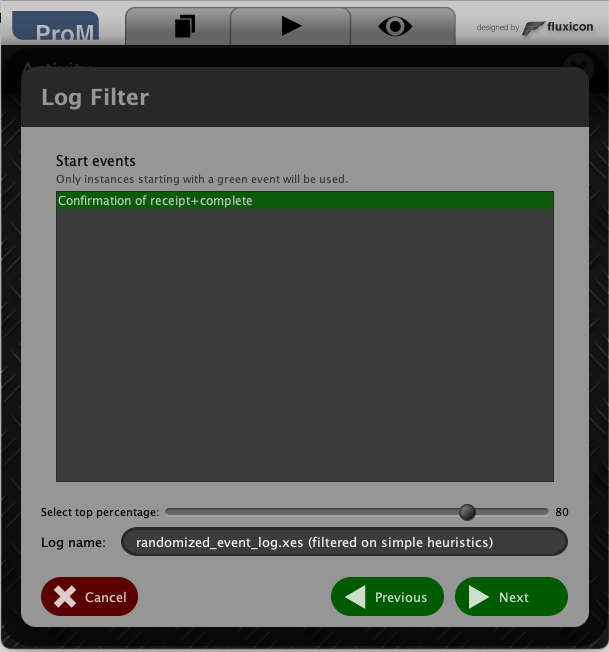 ProM
designed by fluxicon
Activity
Log Filter
Start events
Only instances starting with a green event will be used.
Confirmation of receipt+complete
Select top percentage: 80
Log name: randomized_event_log.xes (filtered on simple heuristics)
Cancel Previous Next